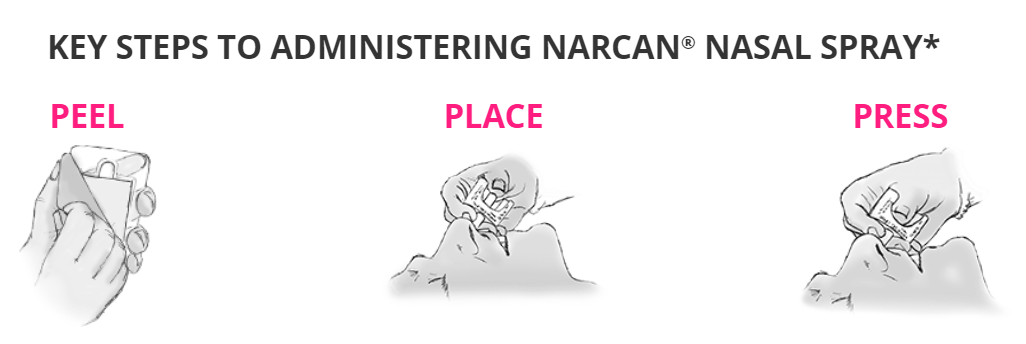 KEY STEPS TO ADMINISTERING NARCAN® NASAL SPRAY*
PEEL PLACE PRESS